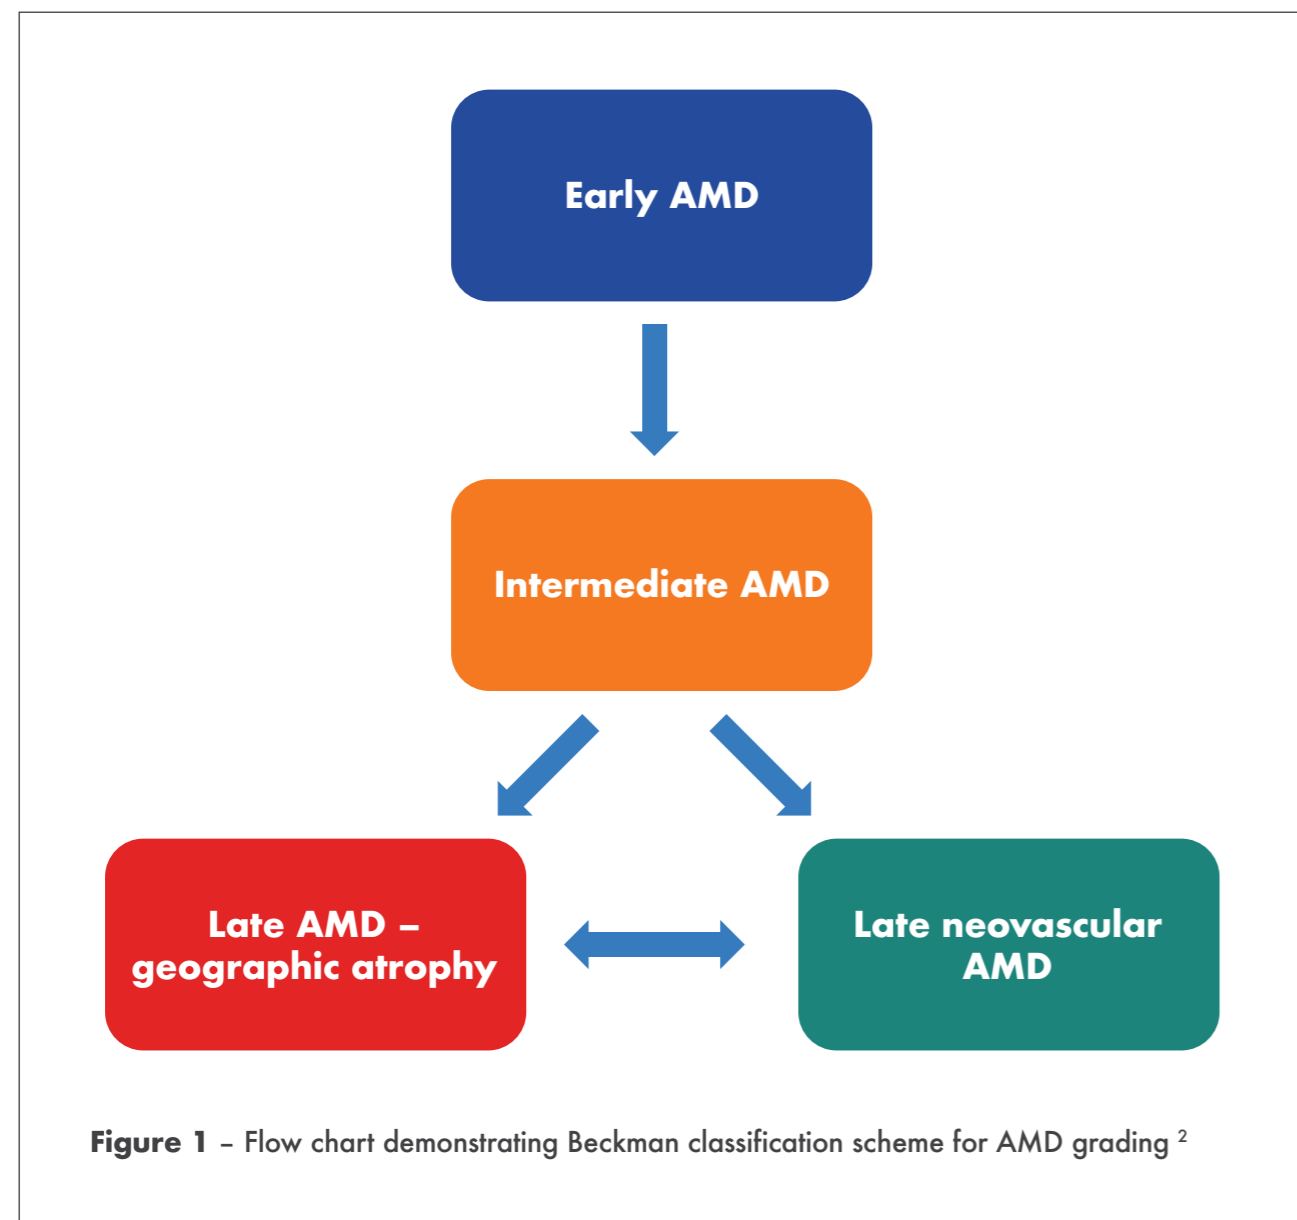 Early AMD
Intermediate AMD
Late AMD –
geographic atrophy
Late neovascular
AMD
Figure 1 – Flow chart demonstrating Beckman classification scheme for AMD grading ²